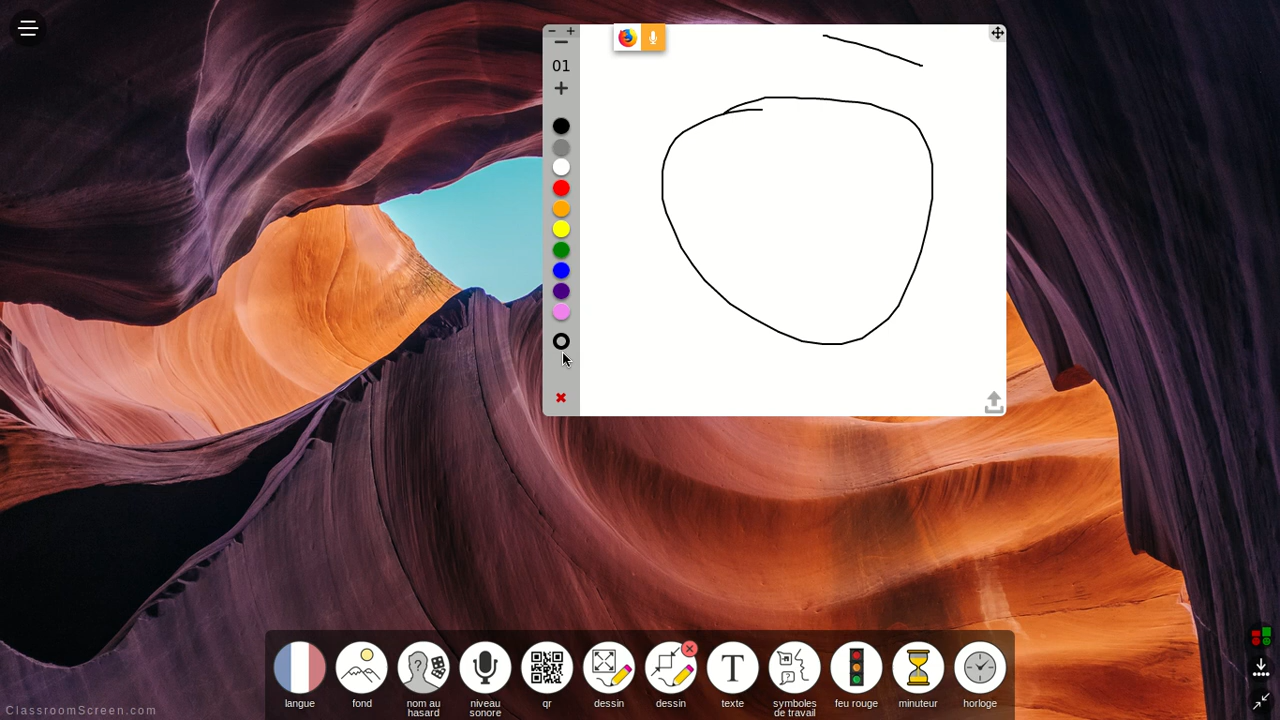 01
langue
fond
nom au
hasard
niveau
sonore
qr
dessin
dessin
texte
symboles
de travail
feu rouge
minuteur
horloge
ClassroomScreen.com